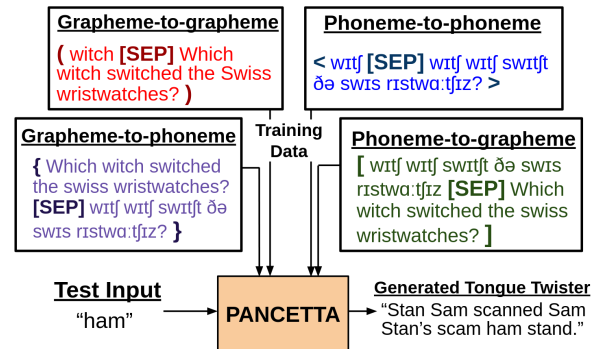 Grapheme-to-grapheme
( witch [SEP] Which
witch switched the Swiss
wristwatches? )
Phoneme-to-phoneme
< wɪtʃ [SEP] wɪtʃ wɪtʃ swɪtʃt
ðə swɪs rɪstwɑːtʃɪz? >
Grapheme-to-phoneme
{ Which witch switched
the swiss wristwatches?
[SEP] wɪtʃ wɪtʃ swɪtʃt ðə
swɪs rɪstwɑːtʃɪz? }
Training
Data
Phoneme-to-grapheme
[ wɪtʃ wɪtʃ swɪtʃt ðə swɪs
rɪstwɑːtʃɪz [SEP] Which
witch switched the swiss
wristwatches? ]
Test Input
“ham”
PANCETTA
Generated Tongue Twister
“Stan Sam scanned Sam
Stan’s scam ham stand.”